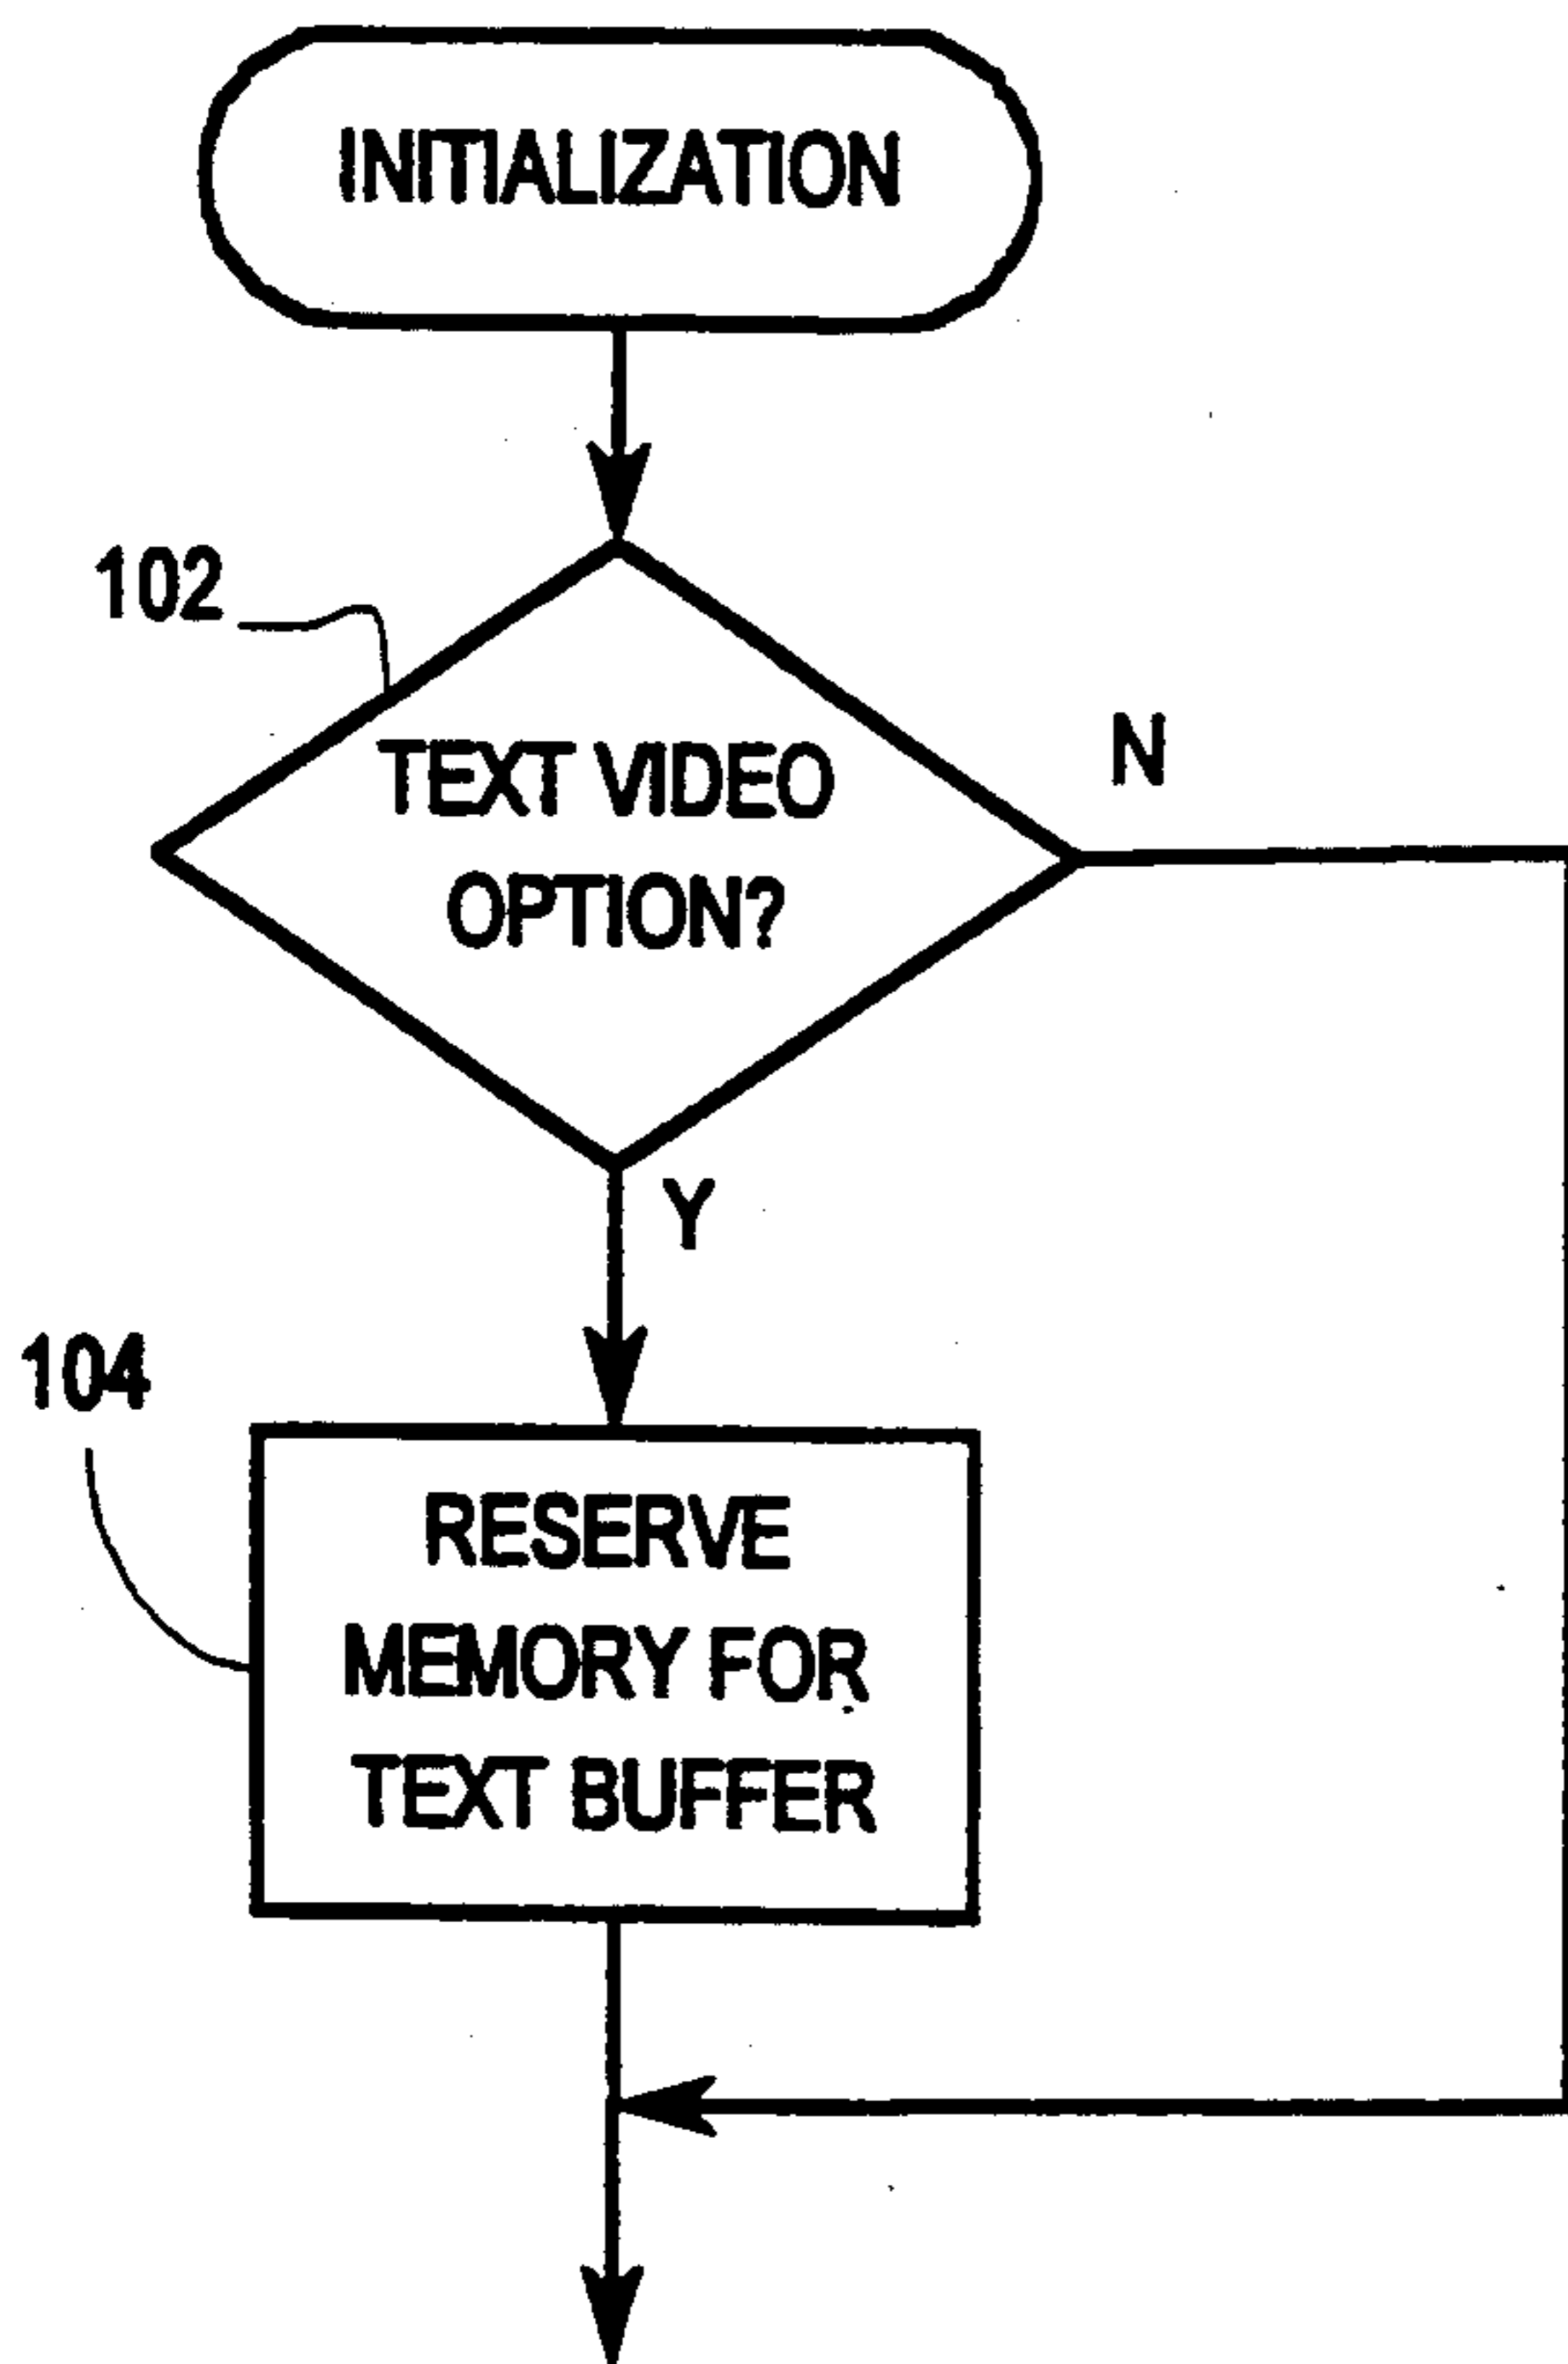 INITIALIZATION
102
TEXT VIDEO
OPTION?
N
Y
104
RESERVE
MEMORY FOR
TEXT BUFFER